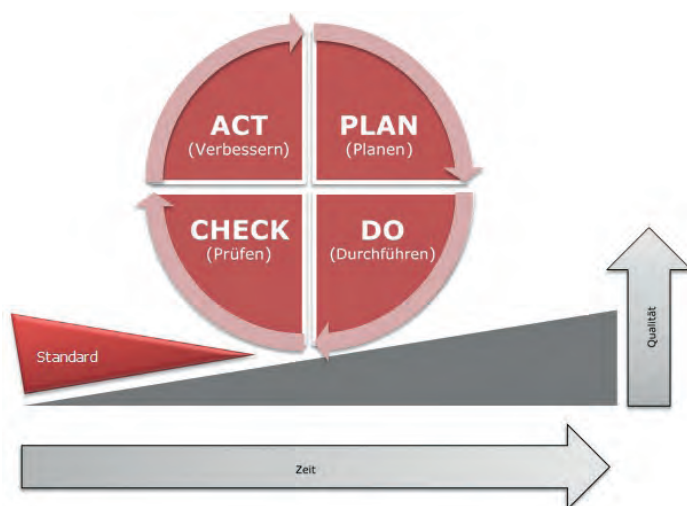 ACT
(Verbessern)
PLAN
(Planen)
CHECK
(Prüfen)
DO
(Durchführen)
Standard
Qualität
Zeit